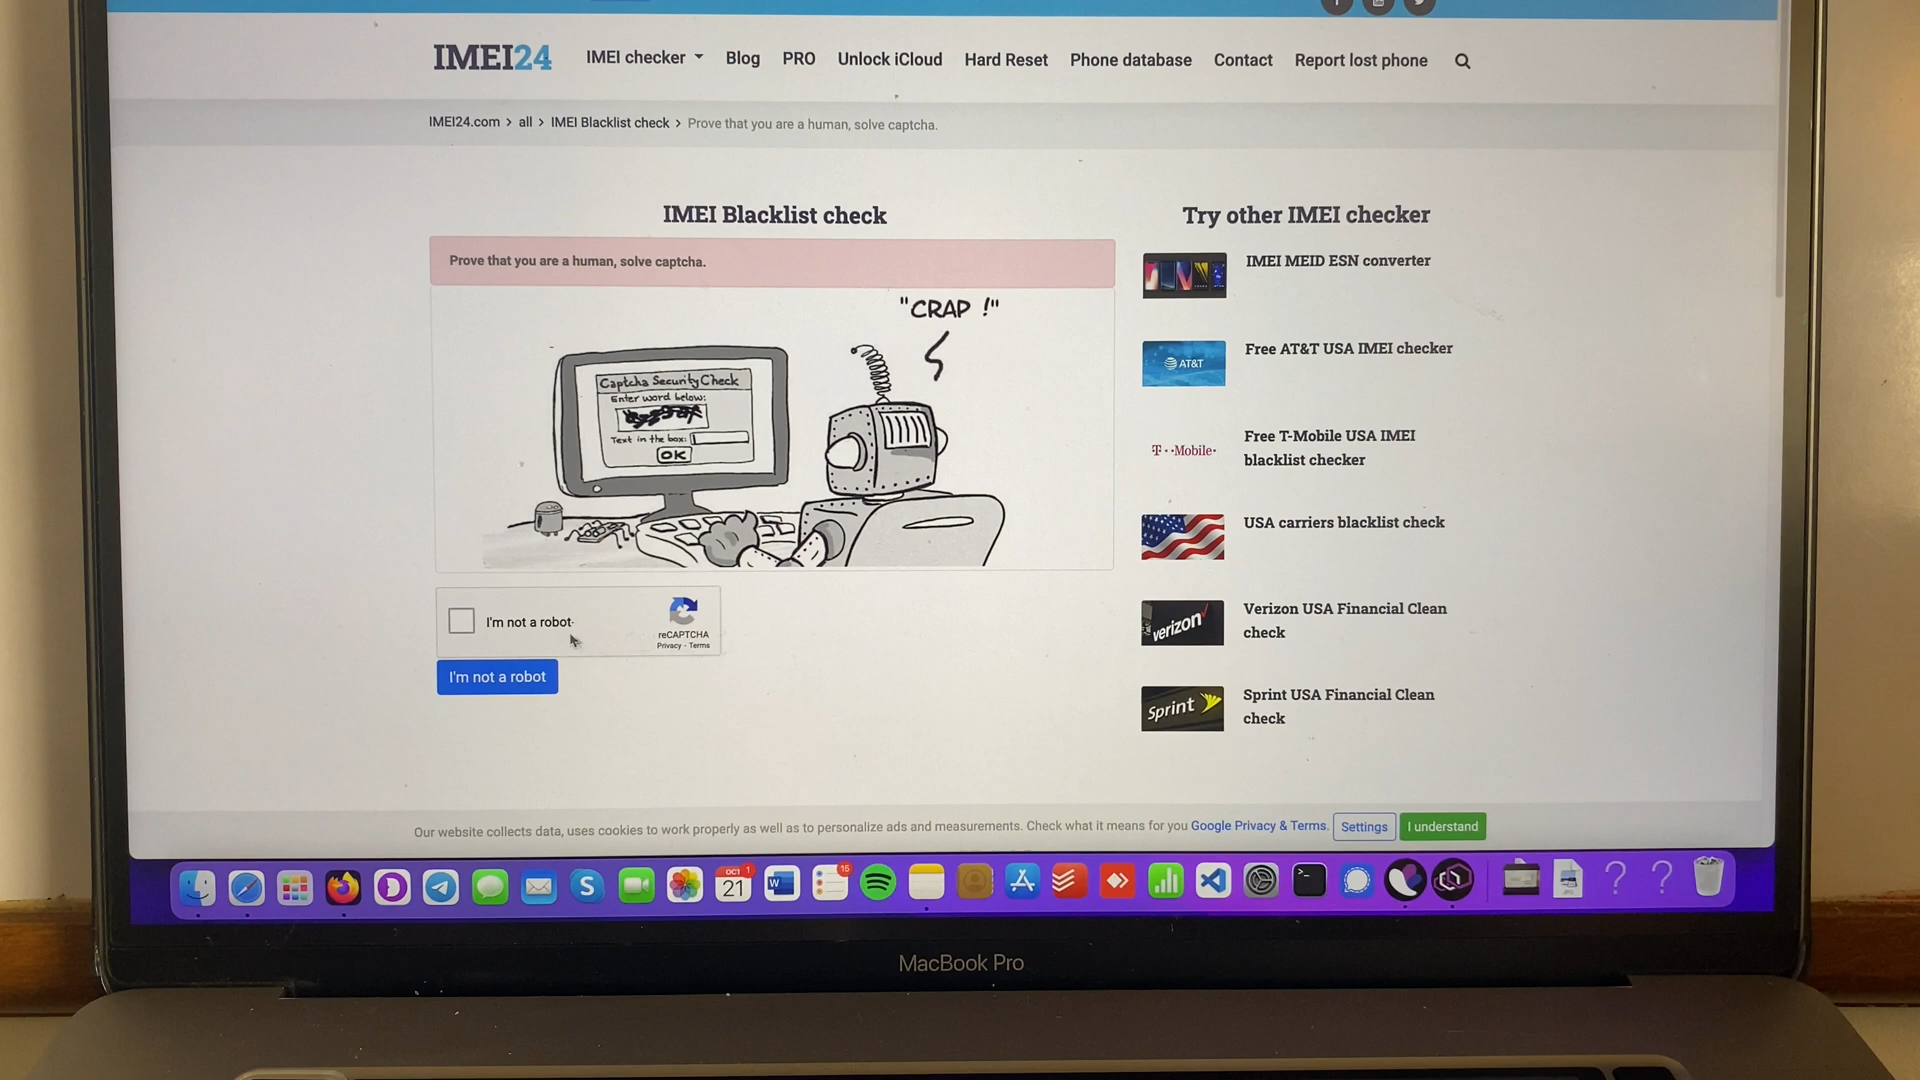 IMEI24
IMEI checker
Blog
PRO
Unlock iCloud
Hard Reset
Phone database
Contact
Report lost phone
IMEI24.com > all > IMEI Blacklist check > Prove that you are a human, solve captcha.
IMEI Blacklist check
Prove that you are a human, solve captcha.
"CRAP !"
Captcha Security Check
Enter word below:
Text in the box:
OK
I'm not a robot
reCAPTCHA
Privacy - Terms
I'm not a robot
Try other IMEI checker
IMEI MEID ESN converter
AT&T
Free AT&T USA IMEI checker
T··Mobile·
Free T-Mobile USA IMEI
blacklist checker
USA carriers blacklist check
verizon
Verizon USA Financial Clean
check
Sprint
Sprint USA Financial Clean
check
Our website collects data, uses cookies to work properly as well as to personalize ads and measurements. Check what it means for you Google Privacy & Terms.
Settings
I understand
S
OCT 1
21
W
15
MacBook Pro